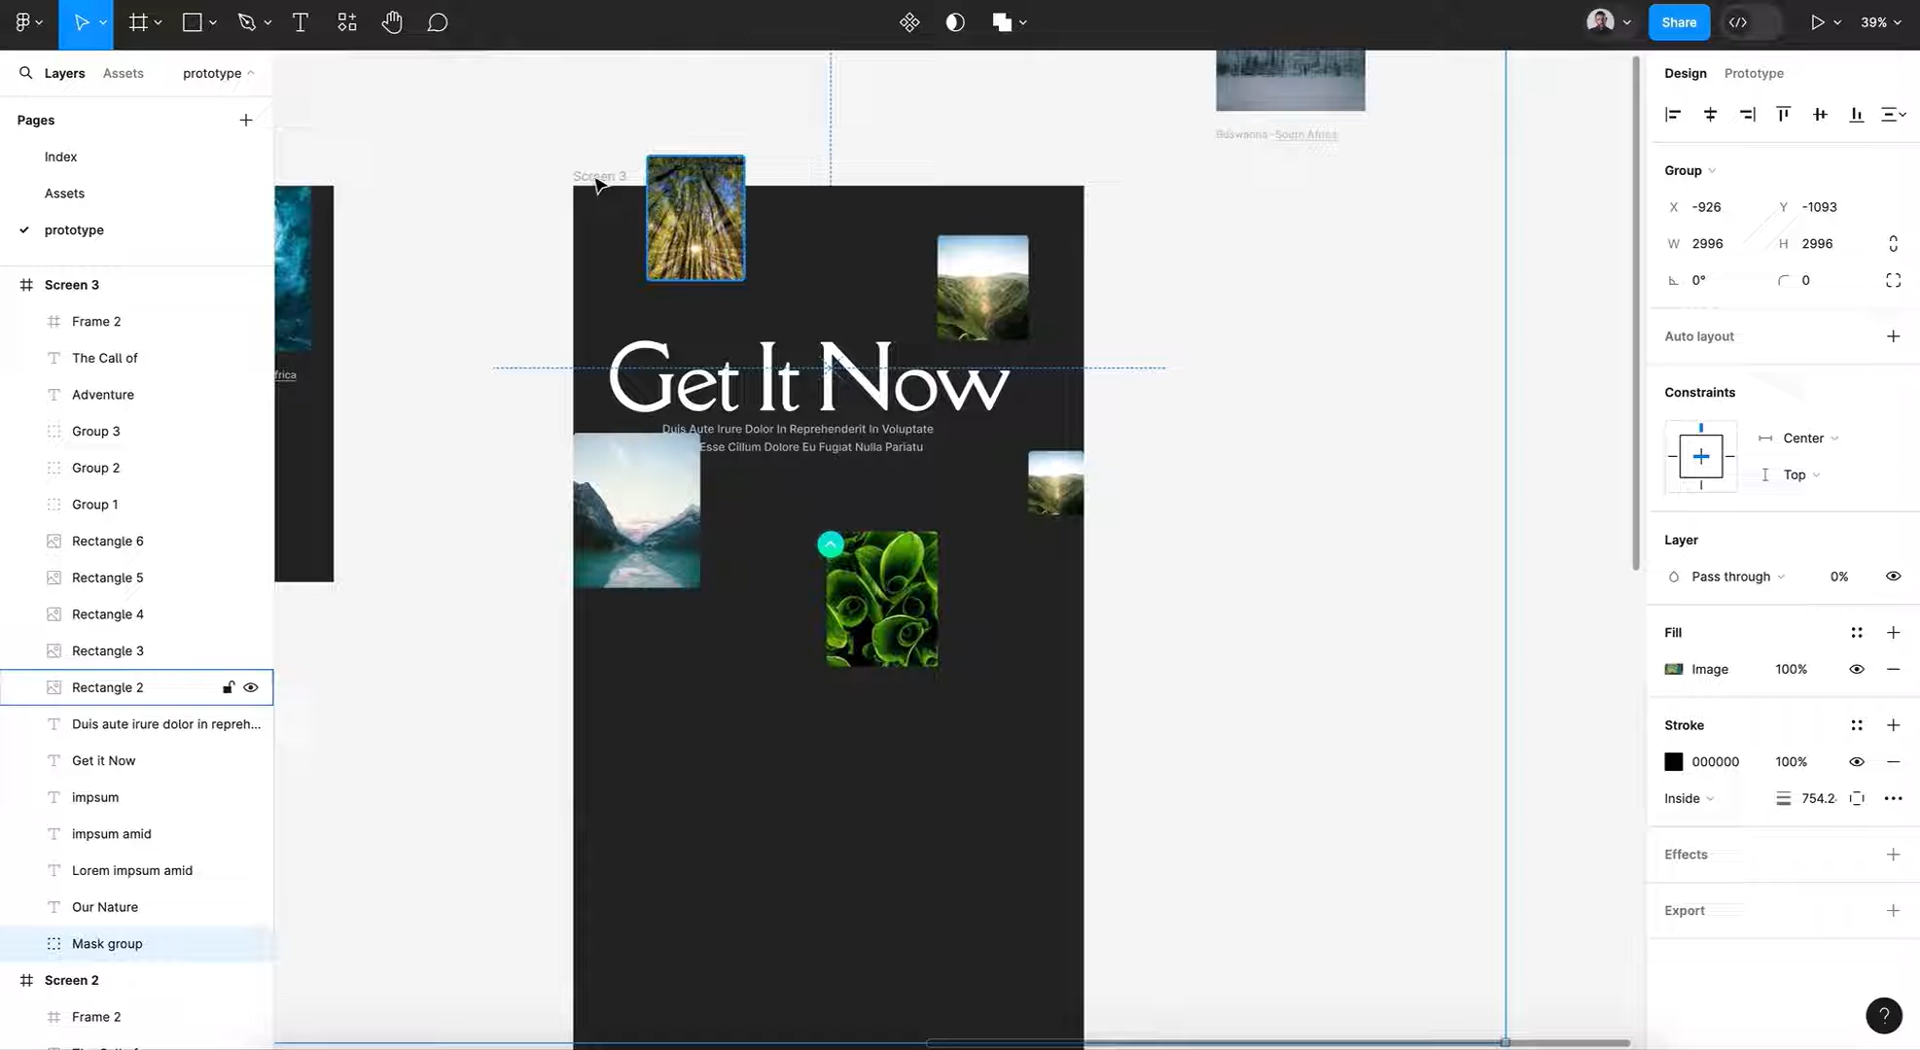 Share
39%
Layers
Assets
prototype
Pages
Index
Assets
prototype
Screen 3
Frame 2
The Call of
Adventure
Group 3
Group 2
Group 1
Rectangle 6
Rectangle 5
Rectangle 4
Rectangle 3
Rectangle 2
Duis aute irure dolor in repreh...
Get it Now
impsum
impsum amid
Lorem impsum amid
Our Nature
Mask group
Screen 2
Frame 2
frica
Screen 3
Get It Now
Duis Aute Irure Dolor In Reprehenderit In Voluptate
Esse Cillum Dolore Eu Fugiat Nulla Pariatu
South Africa
Design
Prototype
Group
X -926
Y -1093
W 2996
H 2996
0°
0
Auto layout
Constraints
Center
Top
Layer
Pass through
0%
Fill
Image
100%
Stroke
000000
100%
Inside
754.2
Effects
Export
?